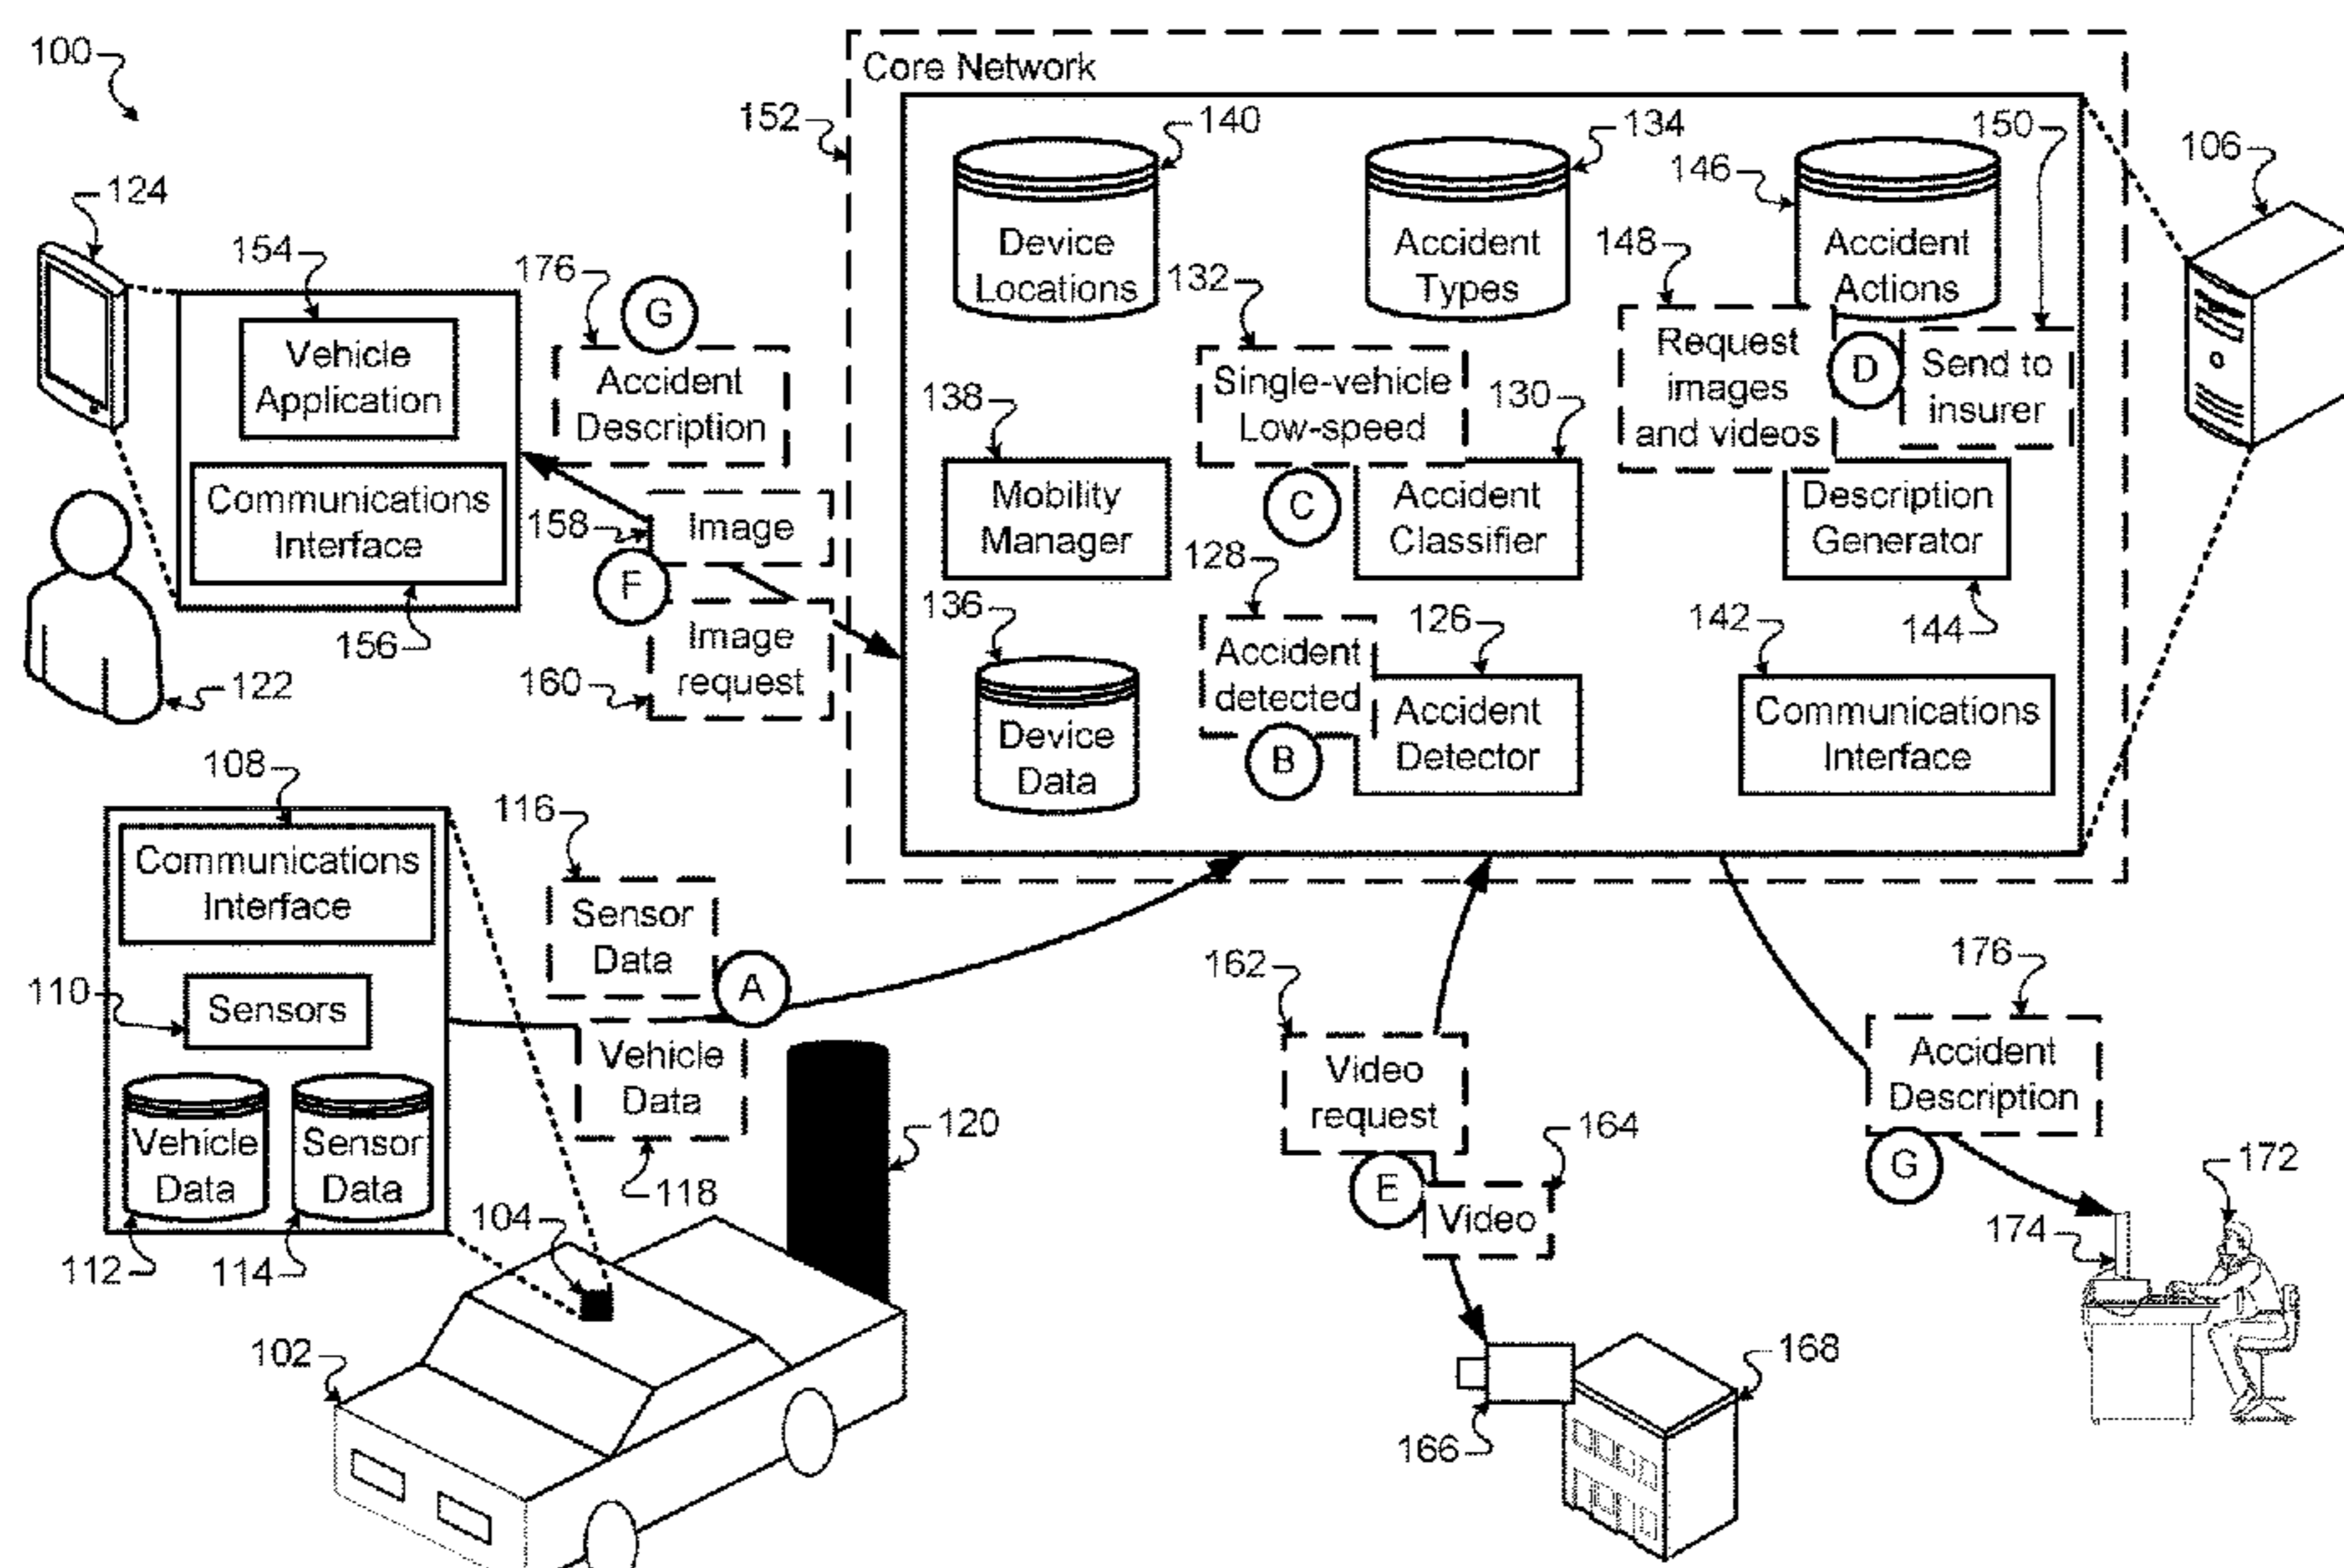 100
Core Network
152
140
134
150
106
124
146
Device
Locations
Accident
Types
Accident
Actions
154
176
G
132
148
Vehicle
Application
Accident
Description
Single-vehicle
Low-speed
Request
images
and videos
D
Send to
insurer
138
130
Communications
Interface
158
Image
Mobility
Manager
C
Accident
Classifier
Description
Generator
F
128
156
160
Image
request
136
126
142
144
122
Accident
detected
Device
Data
B
Accident
Detector
Communications
Interface
108
116
Communications
Interface
Sensor
Data
A
162
176
110
Sensors
Vehicle
Data
Video
request
Accident
Description
120
164
Vehicle
Data
Sensor
Data
118
E
Video
G
172
104
174
112
114
102
168
166